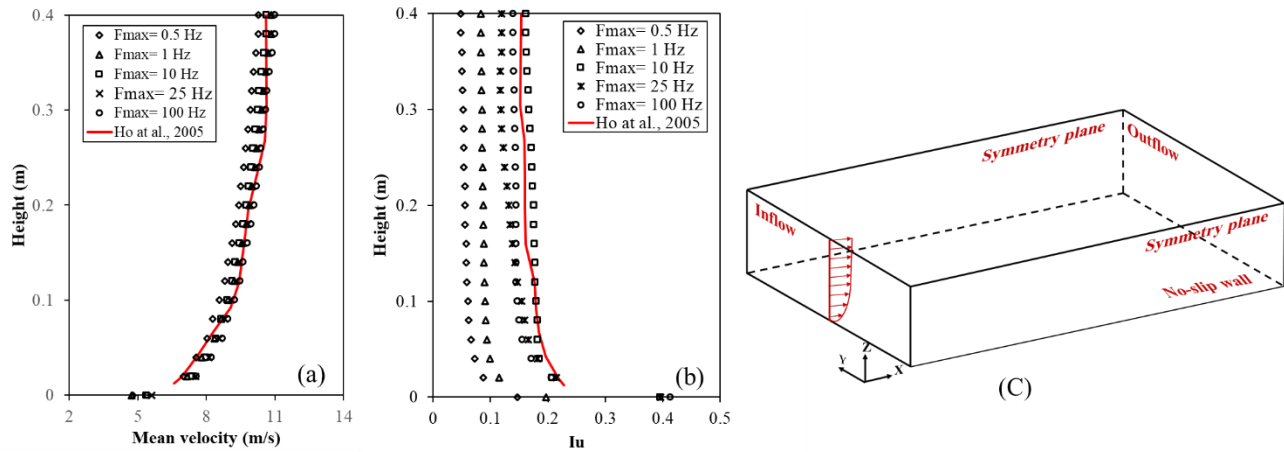 0.4
0.3
0.2
0.1
0
Height (m)
2
5
8
11
14
Mean velocity (m/s)
Fmax= 0.5 Hz
Fmax= 1 Hz
Fmax= 10 Hz
Fmax= 25 Hz
Fmax= 100 Hz
Ho at al., 2005
(a)
0.4
0.3
0.2
0.1
0
Height (m)
0
0.1
0.2
0.3
0.4
0.5
Iu
Fmax= 0.5 Hz
Fmax= 1 Hz
Fmax= 10 Hz
Fmax= 25 Hz
Fmax= 100 Hz
Ho at al., 2005
(b)
Symmetry plane
Outflow
Inflow
Symmetry plane
No-slip wall
Y
Z
X
(C)